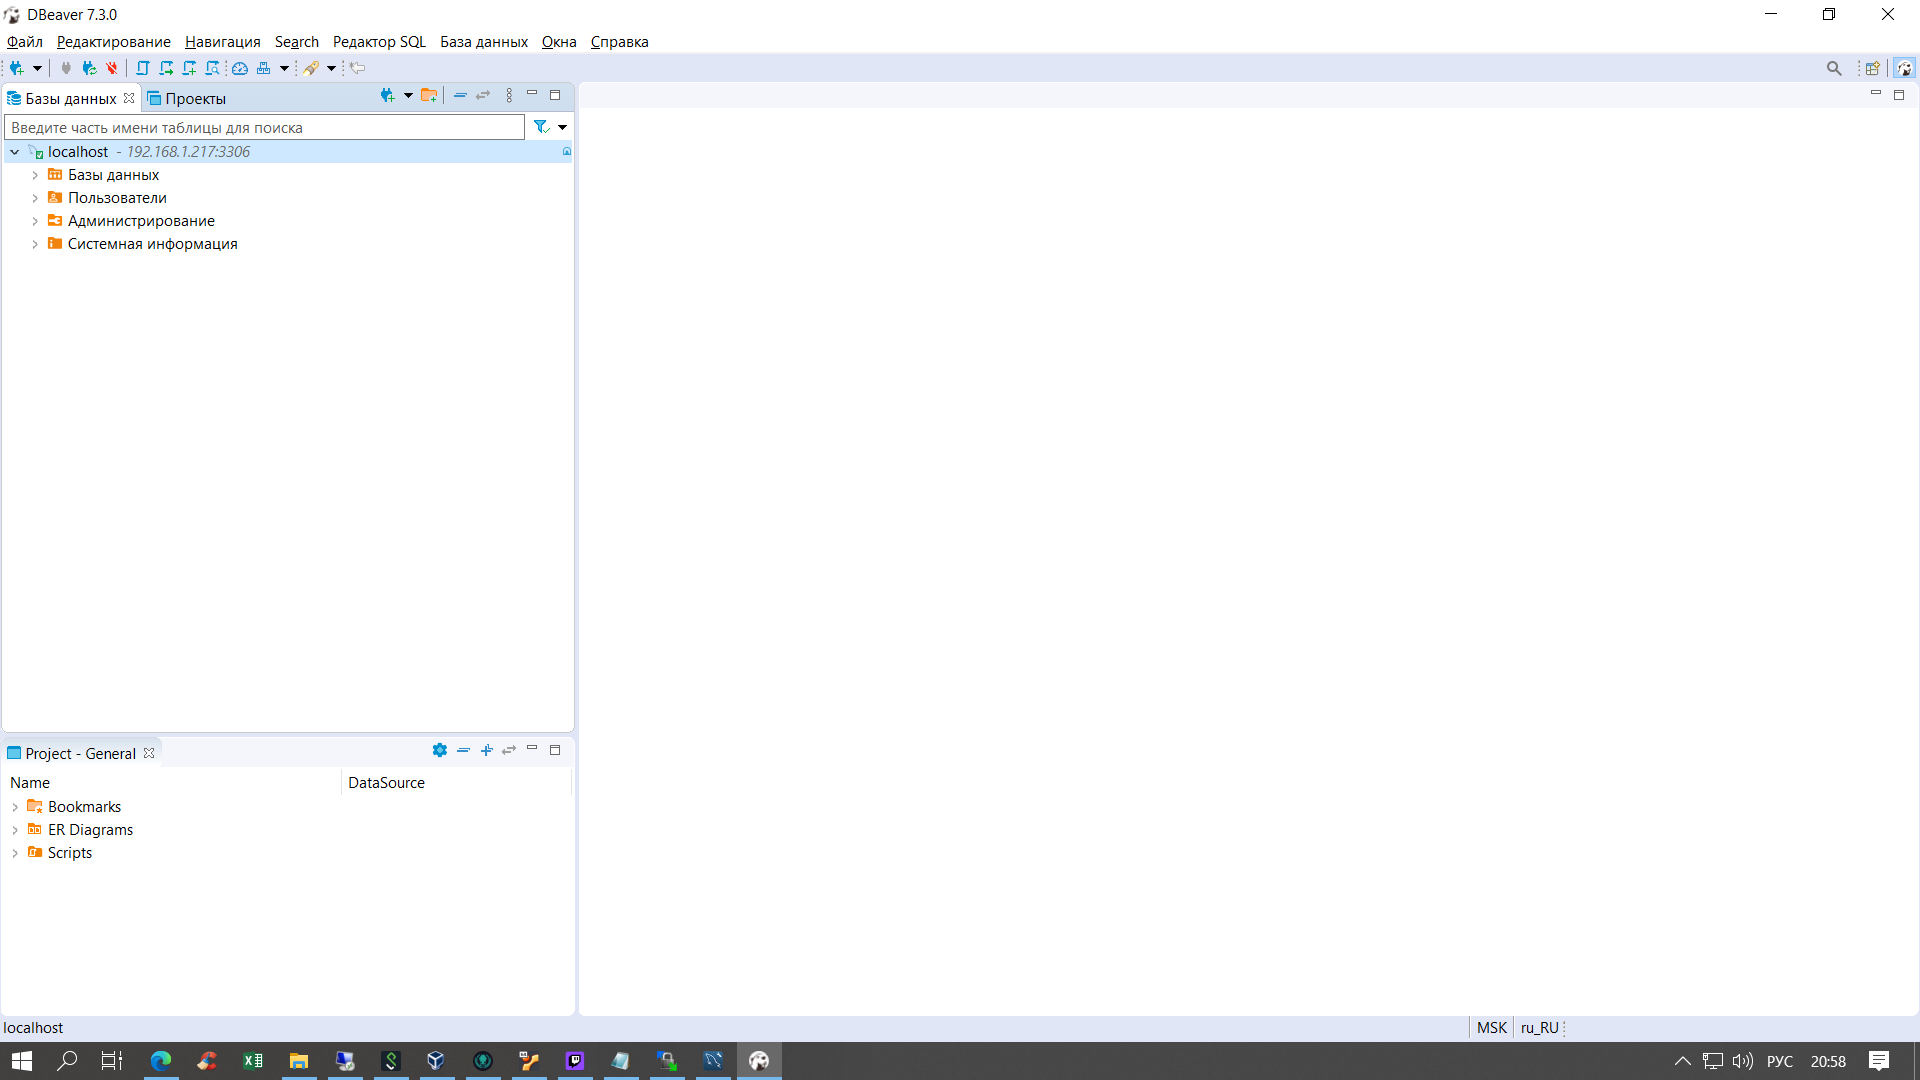 DBeaver 7.3.0
Файл Редактирование Навигация Search Редактор SQL База данных Окна Справка
Базы данных Проекты
Введите часть имени таблицы для поиска
localhost - 192.168.1.217:3306
Базы данных
Пользователи
Администрирование
Системная информация
Project - General
Name DataSource
Bookmarks
ER Diagrams
Scripts
localhost MSK ru_RU
РУС 20:58